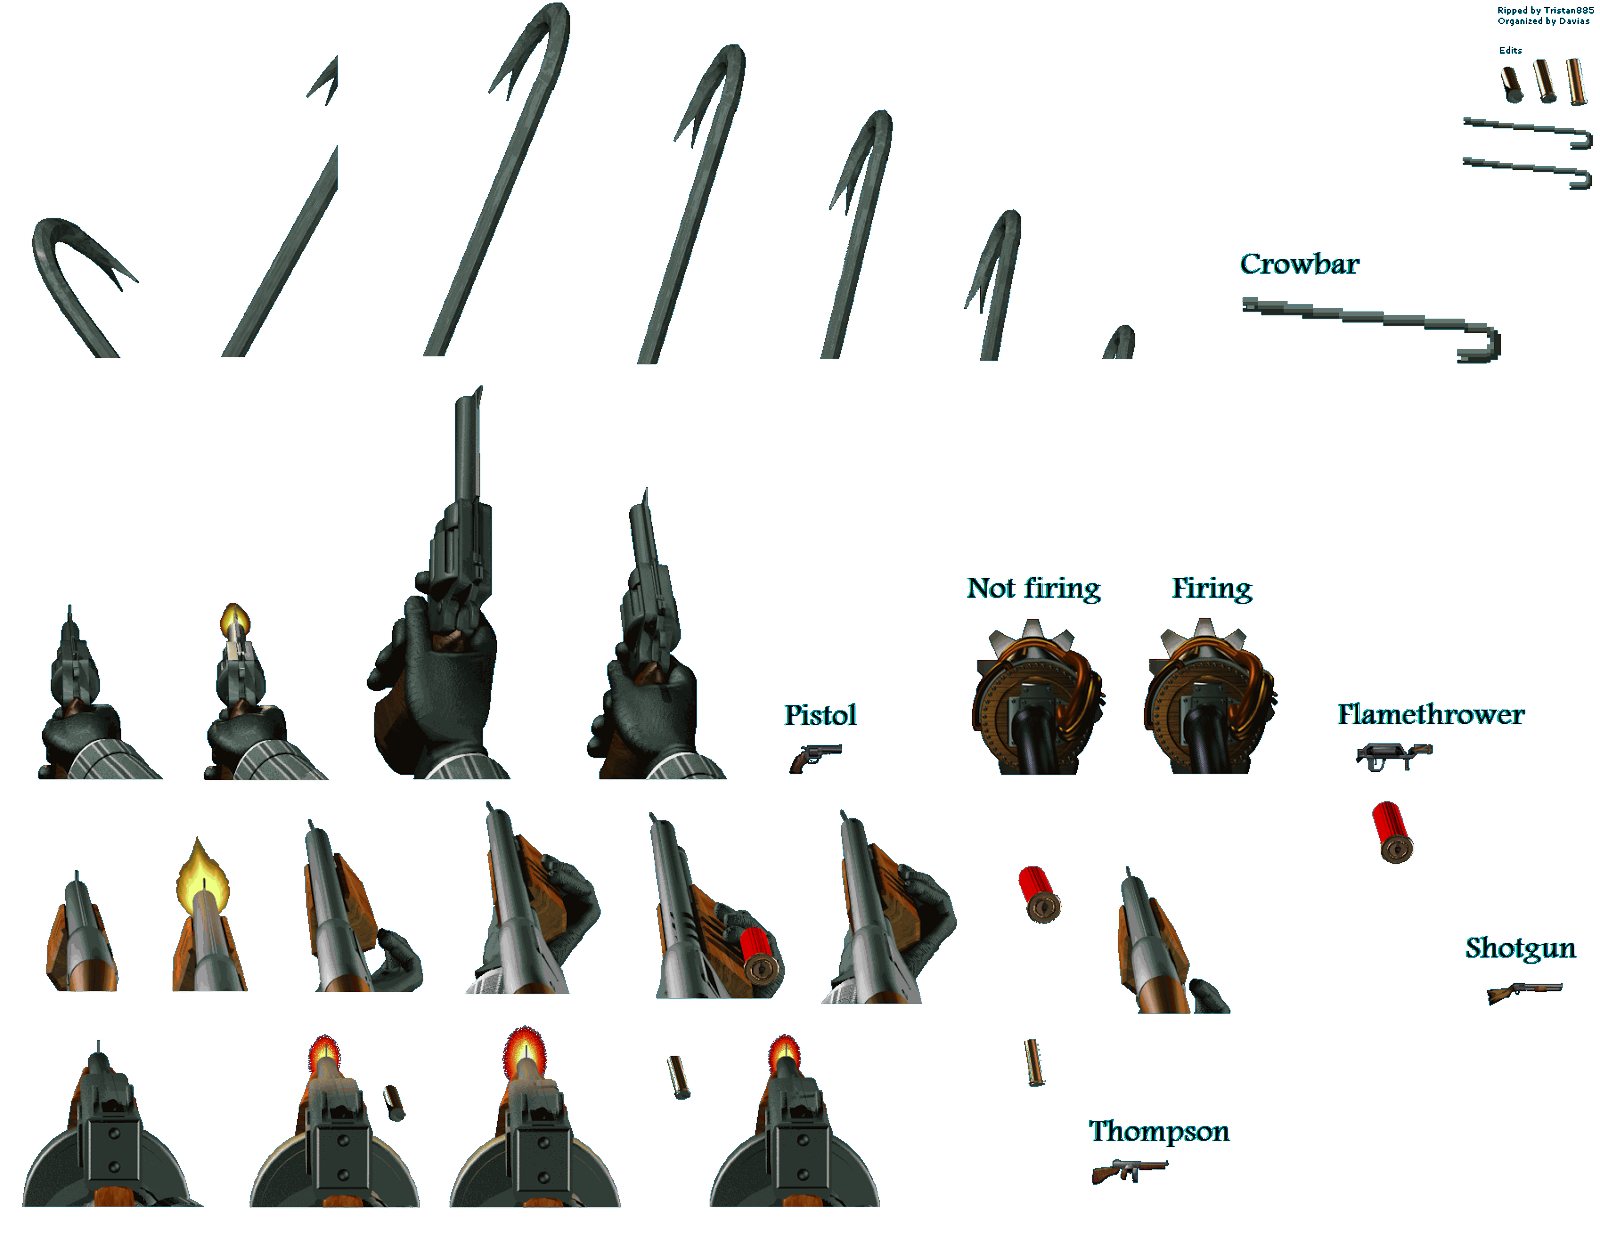 Ripped by Tristan885
Organized by Davias
Edits
Crowbar
Not firing
Firing
Pistol
Flamethrower
Shotgun
Thompson